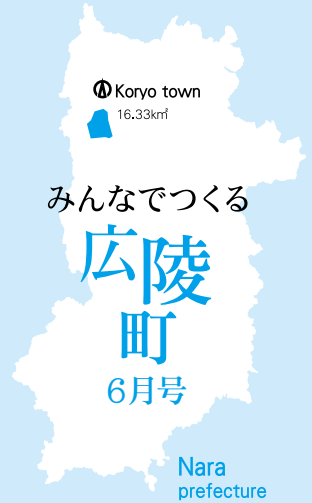 Koryo town
16.33k㎡
みんなでつくる
広陵
町
6月号
Nara
prefecture